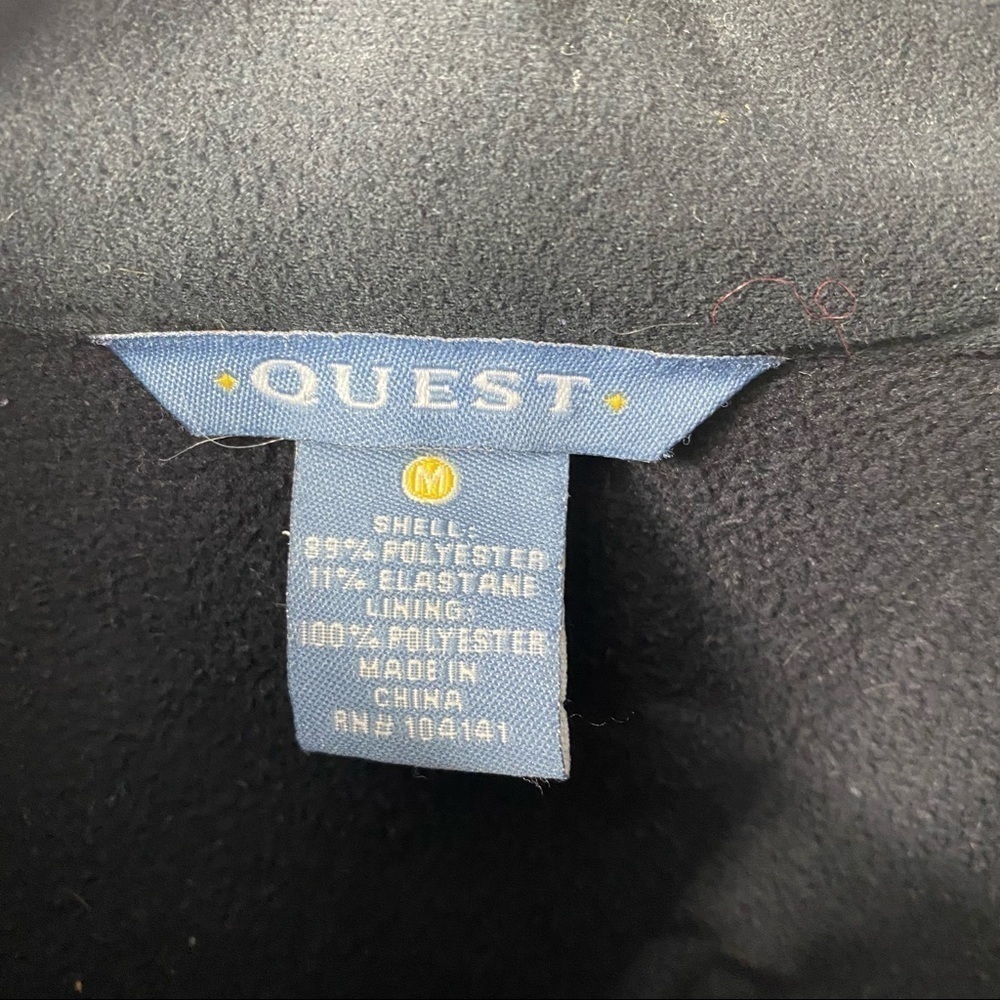 QUEST
M
SHELL:
89% POLYESTER
11% ELASTANE
LINING:
100% POLYESTER
MADE IN
CHINA
RN# 104141